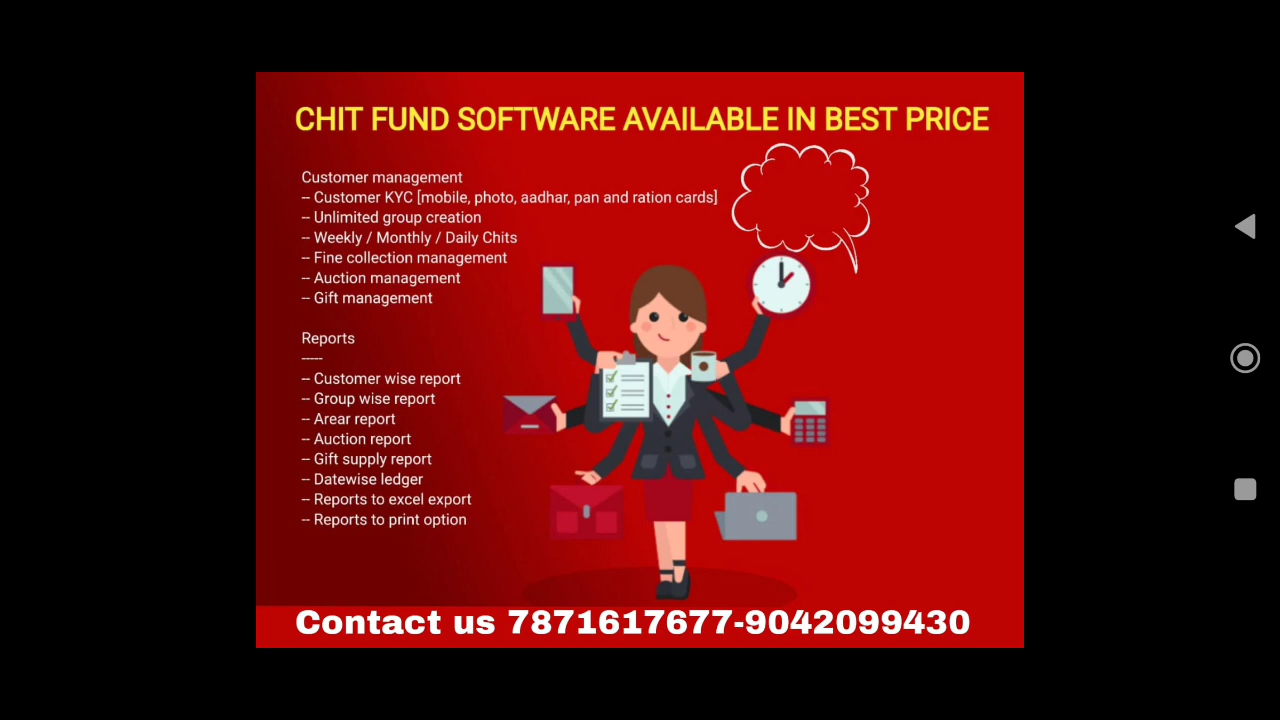 CHIT FUND SOFTWARE AVAILABLE IN BEST PRICE
Customer management
-- Customer KYC [mobile, photo, aadhar, pan and ration cards]
-- Unlimited group creation
-- Weekly / Monthly / Daily Chits
-- Fine collection management
-- Auction management
-- Gift management
Reports
-----
-- Customer wise report
-- Group wise report
-- Arear report
-- Auction report
-- Gift supply report
-- Datewise ledger
-- Reports to excel export
-- Reports to print option
Contact us 7871617677-9042099430